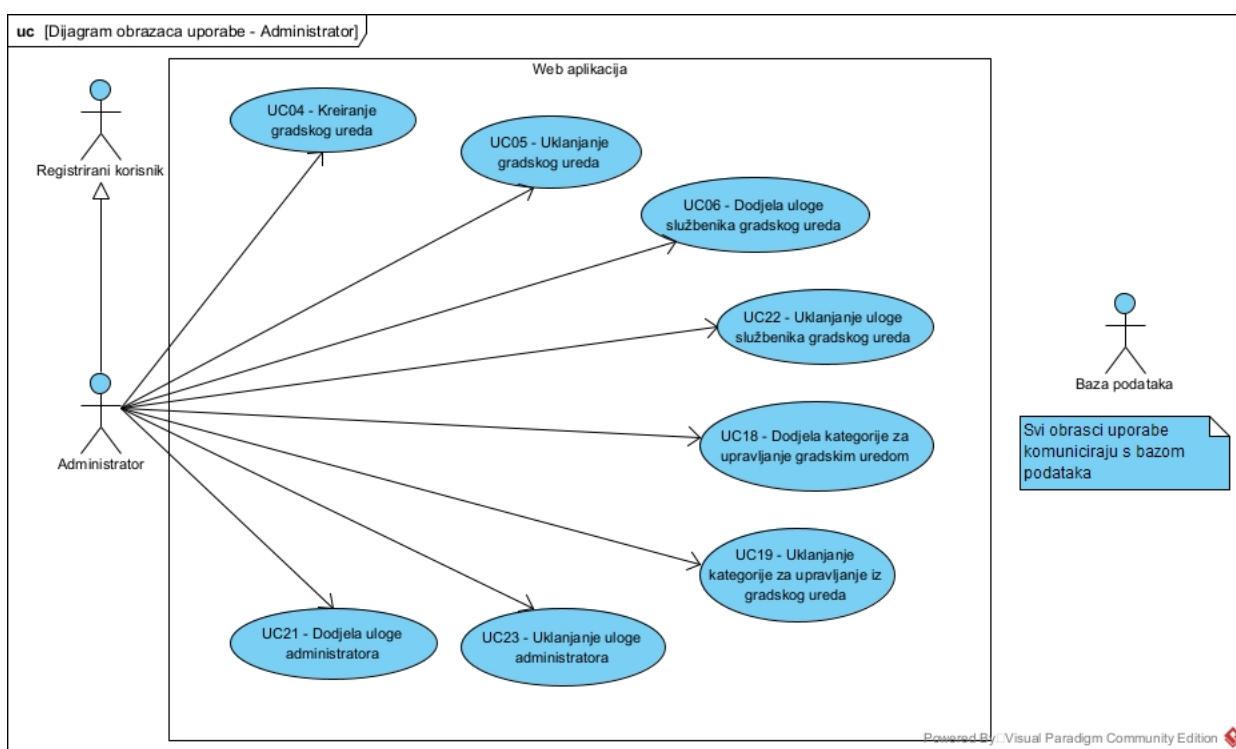 uc [Dijagram obrazaca uporabe - Administrator]
Web aplikacija
Registrirani korisnik
UC04 - Kreiranje
gradskog ureda
UC05 - Uklanjanje
gradskog ureda
UC06 - Dodjela uloge
službenika gradskog ureda
UC22 - Uklanjanje uloge
službenika gradskog ureda
Baza podataka
Svi obrasci uporabe
komuniciraju s bazom
podataka
Administrator
UC18 - Dodjela kategorije za
upravljanje gradskim uredom
UC19 - Uklanjanje
kategorije za upravljanje iz
gradskog ureda
UC21 - Dodjela uloge
administratora
UC23 - Uklanjanje uloge
administratora
Powered By Visual Paradigm Community Edition